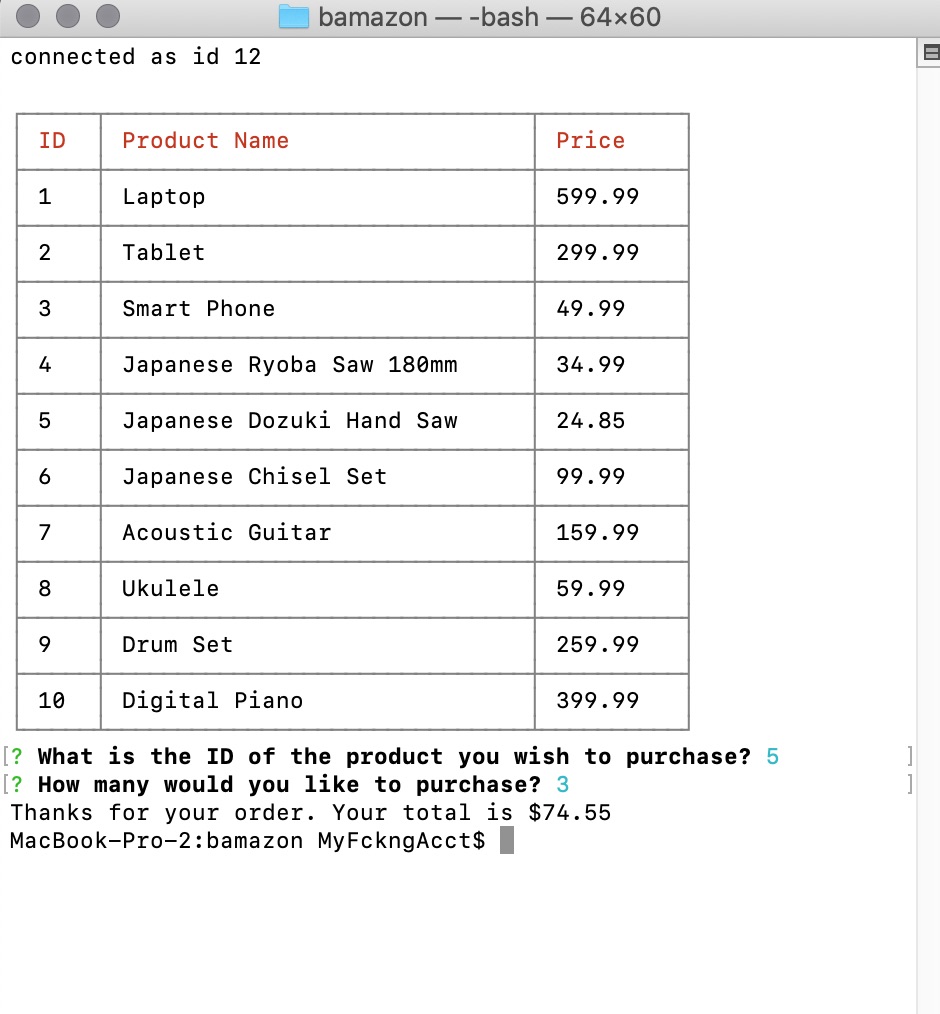 bamazon — -bash — 64×60
connected as id 12
ID Product Name Price
1 Laptop 599.99
2 Tablet 299.99
3 Smart Phone 49.99
4 Japanese Ryoba Saw 180mm 34.99
5 Japanese Dozuki Hand Saw 24.85
6 Japanese Chisel Set 99.99
7 Acoustic Guitar 159.99
8 Ukulele 59.99
9 Drum Set 259.99
10 Digital Piano 399.99
[? What is the ID of the product you wish to purchase? 5 ]
[? How many would you like to purchase? 3 ]
Thanks for your order. Your total is $74.55
MacBook-Pro-2:bamazon MyFckngAcct$